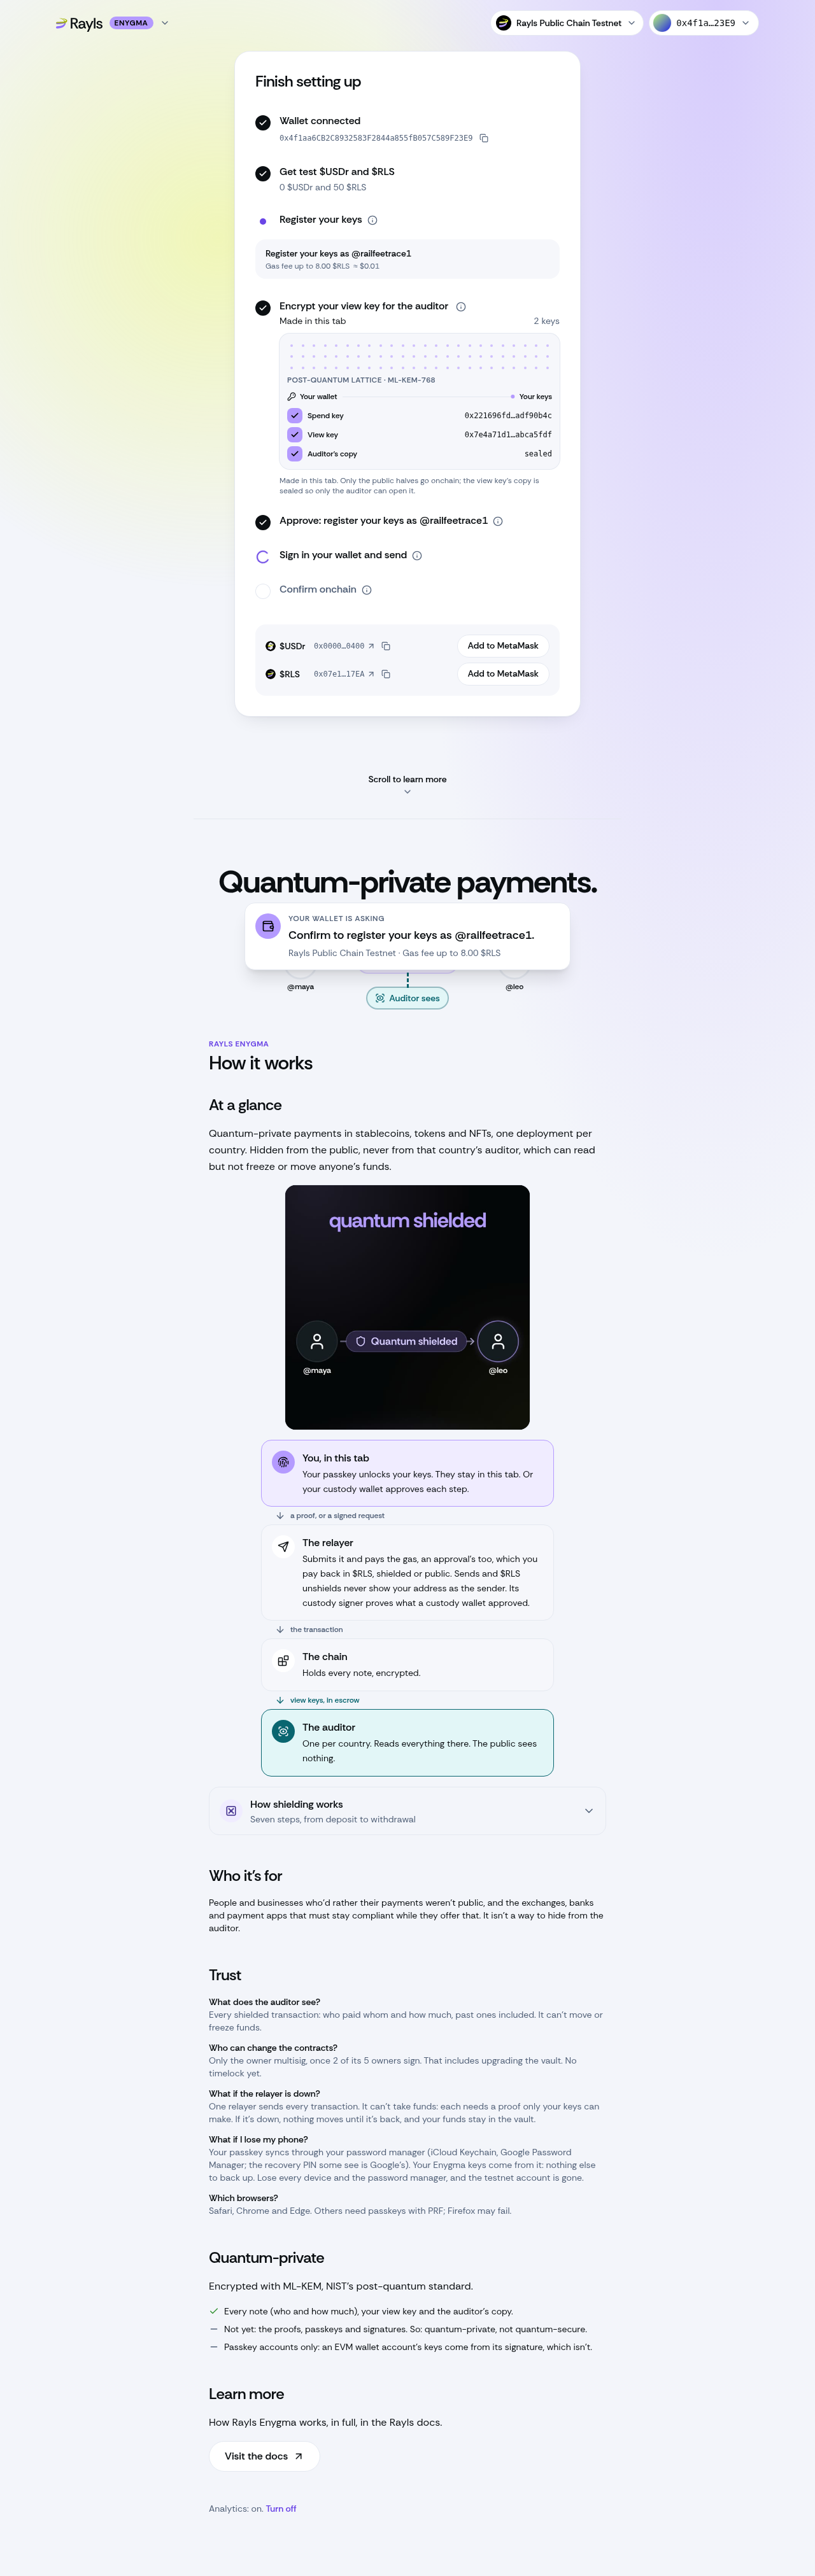 Rayls ENYGMA
Rayls Public Chain Testnet
0x4f1a…23E9
Finish setting up
Wallet connected
0x4f1aa6CB2C8932583F2844a855fB057C589F23E9
Get test $USDr and $RLS
0 $USDr and 50 $RLS
Register your keys
Register your keys as @railfeetrace1
Gas fee up to 8.00 $RLS ≈ $0.01
Encrypt your view key for the auditor
Made in this tab
2 keys
POST-QUANTUM LATTICE · ML-KEM-768
Your wallet
Your keys
Spend key
0x221696fd…adf90b4c
View key
0x7e4a71d1…abca5fdf
Auditor's copy
sealed
Made in this tab. Only the public halves go onchain; the view key's copy is
sealed so only the auditor can open it.
Approve: register your keys as @railfeetrace1
Sign in your wallet and send
Confirm onchain
$USDr
0x0000…0400
Add to MetaMask
$RLS
0x07e1…17EA
Add to MetaMask
Scroll to learn more
Quantum-private payments.
YOUR WALLET IS ASKING
Confirm to register your keys as @railfeetrace1.
Rayls Public Chain Testnet · Gas fee up to 8.00 $RLS
@maya
@leo
Auditor sees
RAYLS ENYGMA
How it works
At a glance
Quantum-private payments in stablecoins, tokens and NFTs, one deployment per
country. Hidden from the public, never from that country's auditor, which can read
but not freeze or move anyone's funds.
quantum shielded
Quantum shielded
@maya
@leo
You, in this tab
Your passkey unlocks your keys. They stay in this tab. Or
your custody wallet approves each step.
a proof, or a signed request
The relayer
Submits it and pays the gas, an approval's too, which you
pay back in $RLS, shielded or public. Sends and $RLS
unshields never show your address as the sender. Its
custody signer proves what a custody wallet approved.
the transaction
The chain
Holds every note, encrypted.
view keys, in escrow
The auditor
One per country. Reads everything there. The public sees
nothing.
How shielding works
Seven steps, from deposit to withdrawal
Who it's for
People and businesses who'd rather their payments weren't public, and the exchanges, banks
and payment apps that must stay compliant while they offer that. It isn't a way to hide from the
auditor.
Trust
What does the auditor see?
Every shielded transaction: who paid whom and how much, past ones included. It can't move or
freeze funds.
Who can change the contracts?
Only the owner multisig, once 2 of its 5 owners sign. That includes upgrading the vault. No
timelock yet.
What if the relayer is down?
One relayer sends every transaction. It can't take funds: each needs a proof only your keys can
make. If it's down, nothing moves until it's back, and your funds stay in the vault.
What if I lose my phone?
Your passkey syncs through your password manager (iCloud Keychain, Google Password
Manager; the recovery PIN some see is Google's). Your Enygma keys come from it: nothing else
to back up. Lose every device and the password manager, and the testnet account is gone.
Which browsers?
Safari, Chrome and Edge. Others need passkeys with PRF; Firefox may fail.
Quantum-private
Encrypted with ML-KEM, NIST's post-quantum standard.
Every note (who and how much), your view key and the auditor's copy.
Not yet: the proofs, passkeys and signatures. So: quantum-private, not quantum-secure.
Passkey accounts only: an EVM wallet account's keys come from its signature, which isn't.
Learn more
How Rayls Enygma works, in full, in the Rayls docs.
Visit the docs
Analytics: on. Turn off